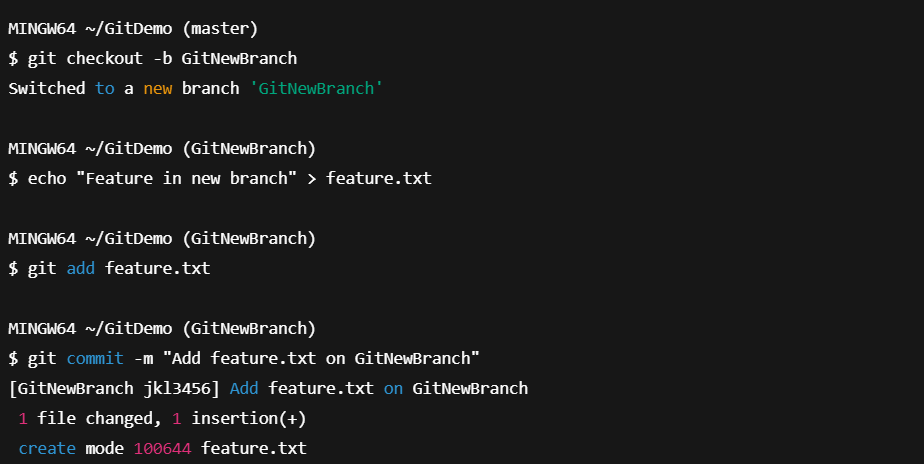 MINGW64 ~/GitDemo (master)
$ git checkout -b GitNewBranch
Switched to a new branch 'GitNewBranch'
MINGW64 ~/GitDemo (GitNewBranch)
$ echo "Feature in new branch" > feature.txt
MINGW64 ~/GitDemo (GitNewBranch)
$ git add feature.txt
MINGW64 ~/GitDemo (GitNewBranch)
$ git commit -m "Add feature.txt on GitNewBranch"
[GitNewBranch jkl3456] Add feature.txt on GitNewBranch
1 file changed, 1 insertion(+)
create mode 100644 feature.txt